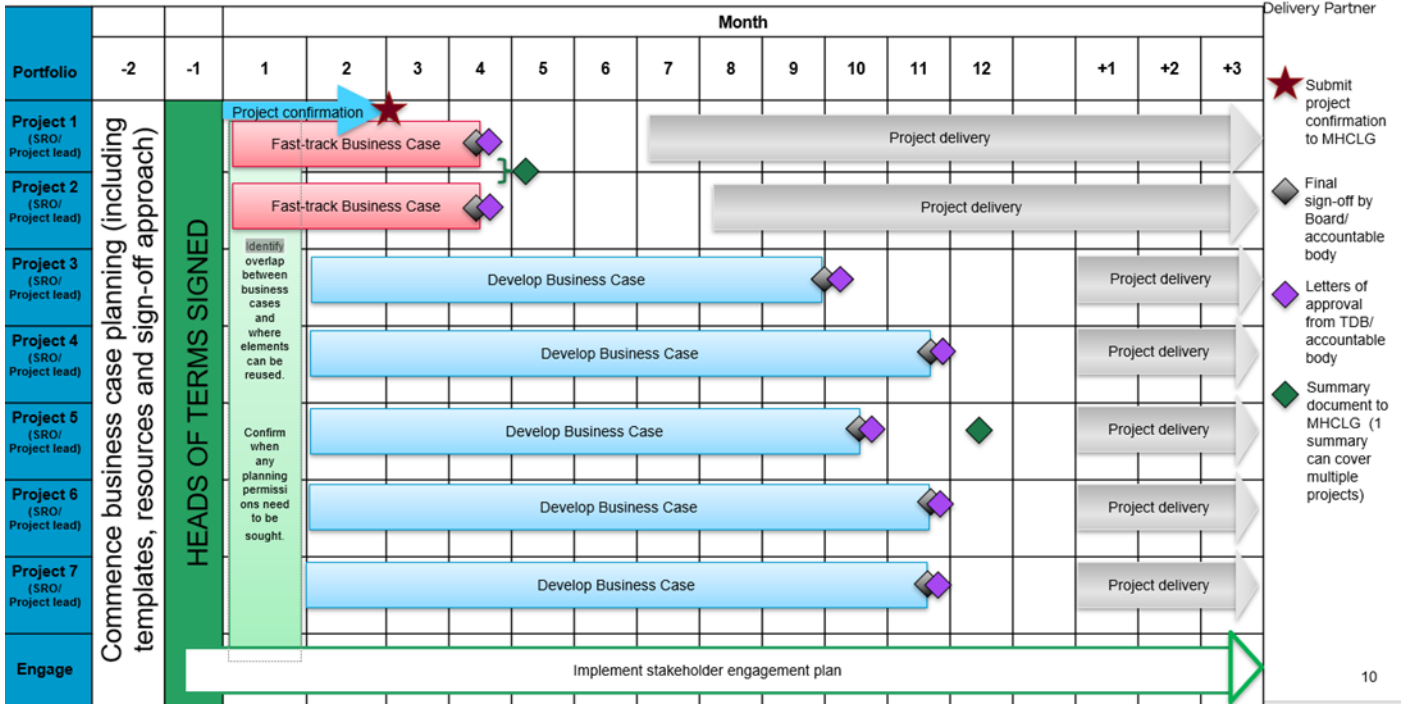 Delivery Partner
Month
Portfolio
-2
-1
1
2
3
4
5
6
7
8
9
10
11
12
+1
+2
+3
Commence business case planning (including
templates, resources and sign-off approach)
HEADS OF TERMS SIGNED
Project confirmation
Project 1
(SRO/
Project lead)
Fast-track Business Case
Project delivery
Project 2
(SRO/
Project lead)
Fast-track Business Case
Project delivery
Identify
overlap
between
business
cases
and
where
elements
can be
reused.
Confirm
when
any
planning
permissi
ons need
to be
sought.
Project 3
(SRO/
Project lead)
Develop Business Case
Project delivery
Project 4
(SRO/
Project lead)
Develop Business Case
Project delivery
Project 5
(SRO/
Project lead)
Develop Business Case
Project delivery
Project 6
(SRO/
Project lead)
Develop Business Case
Project delivery
Project 7
(SRO/
Project lead)
Develop Business Case
Project delivery
Engage
Implement stakeholder engagement plan
Submit
project
confirmation
to MHCLG
Final
sign-off by
Board/
accountable
body
Letters of
approval
from TDB/
accountable
body
Summary
document to
MHCLG (1
summary
can cover
multiple
projects)
10